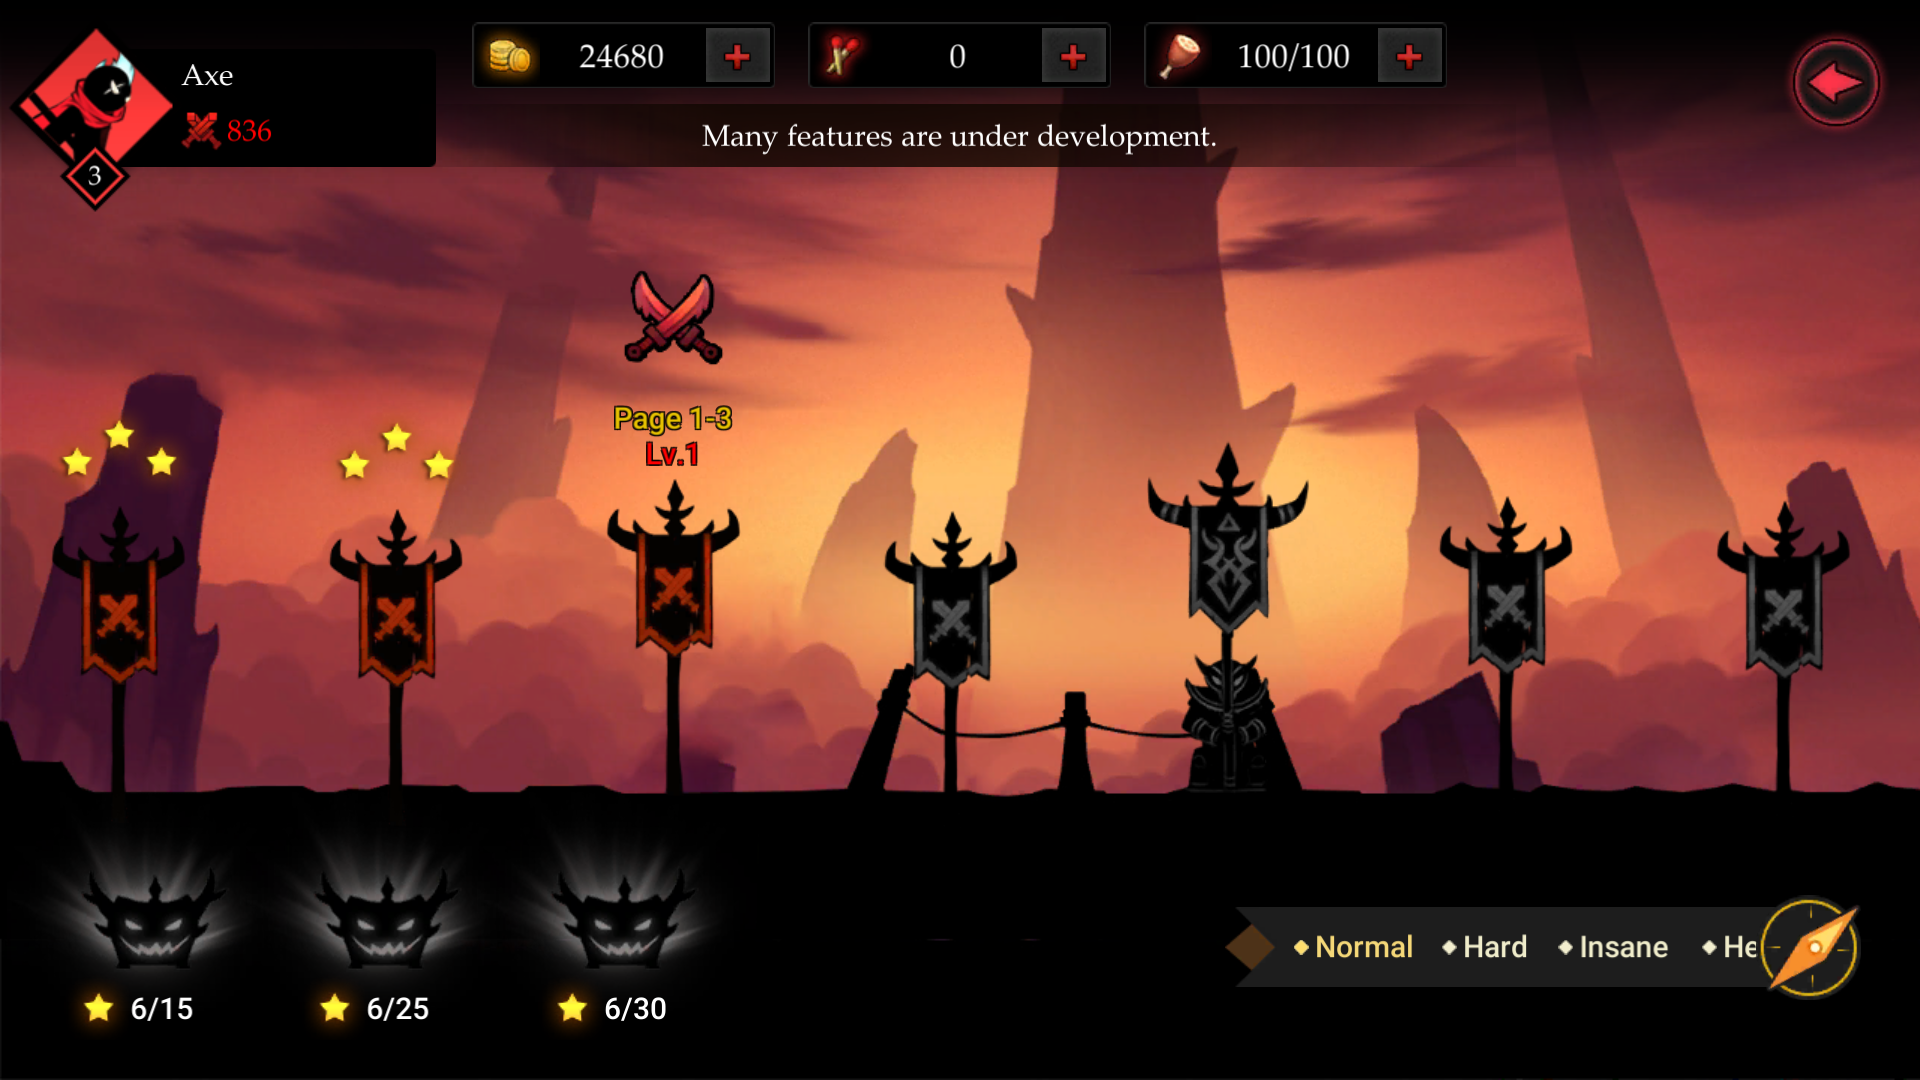 Axe
836
3
24680
0
100/100
Many features are under development.
Page 1-3
Lv.1
6/15
6/25
6/30
Normal
Hard
Insane
He